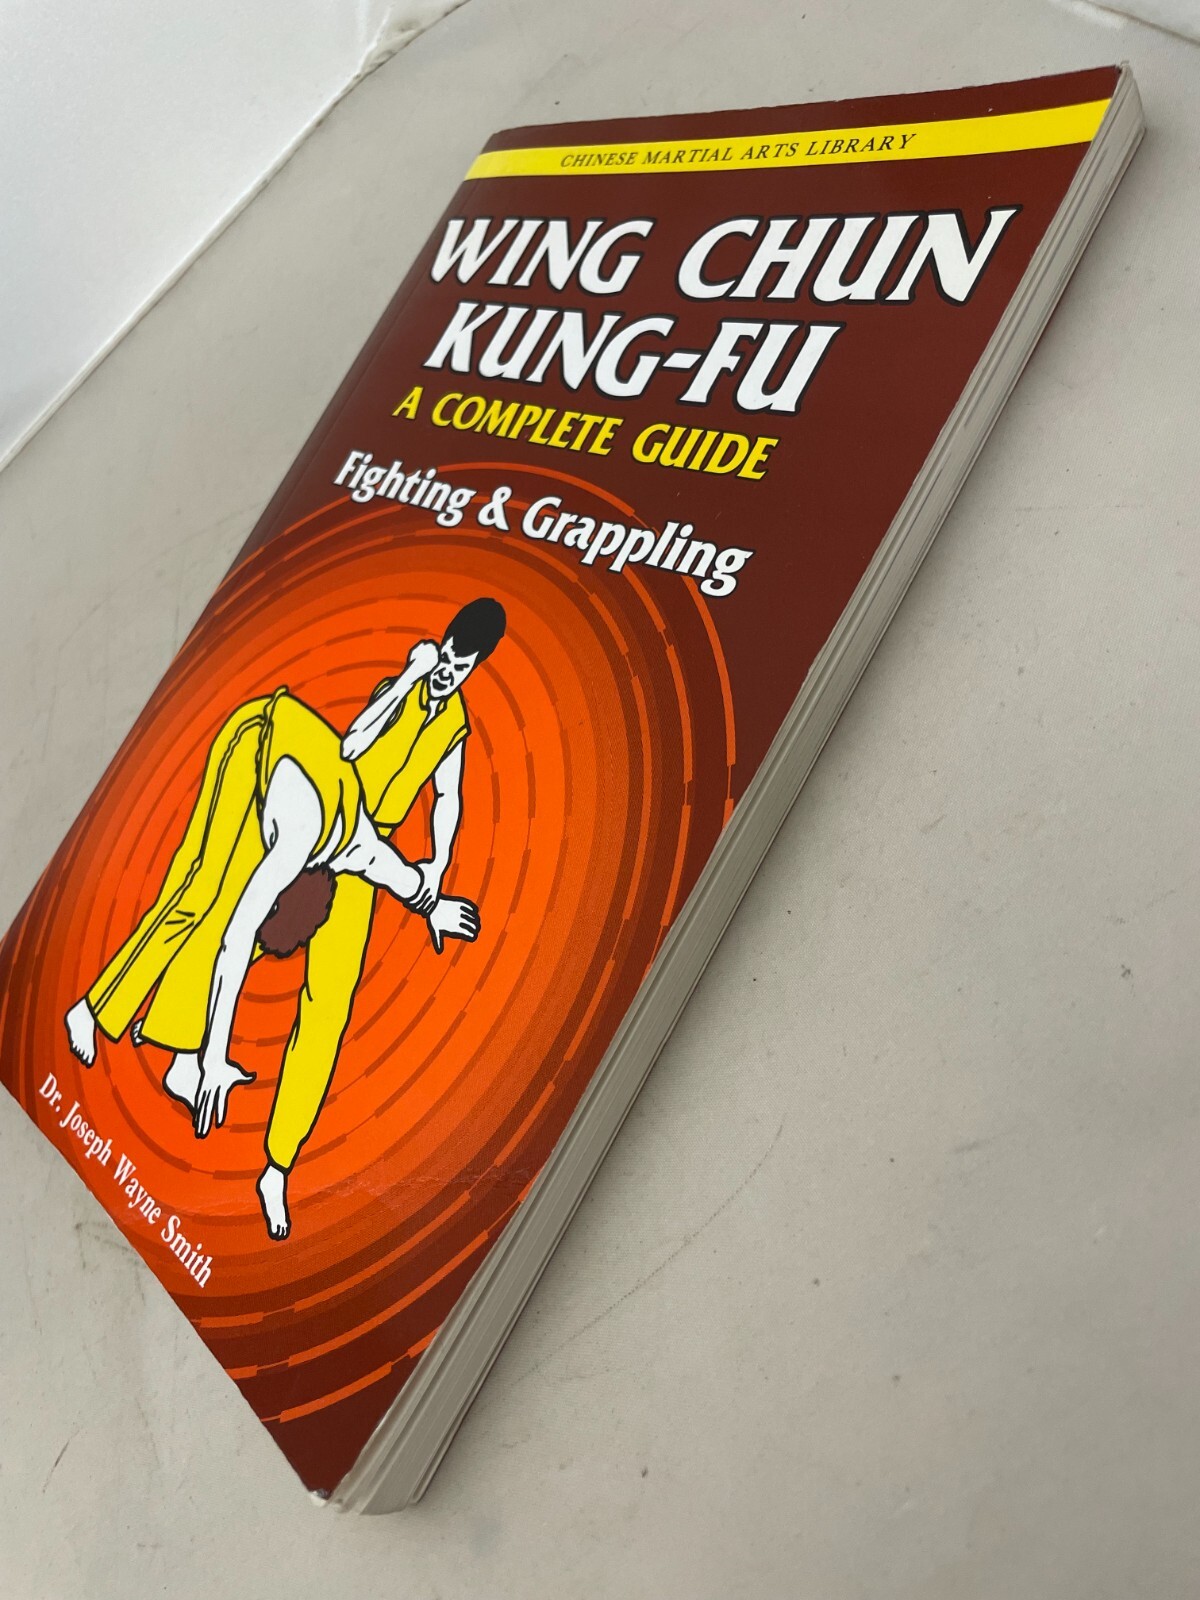 CHINESE MARTIAL ARTS LIBRARY
WING CHUN
KUNG-FU
A COMPLETE GUIDE
Fighting & Grappling
Dr. Joseph Wayne Smith